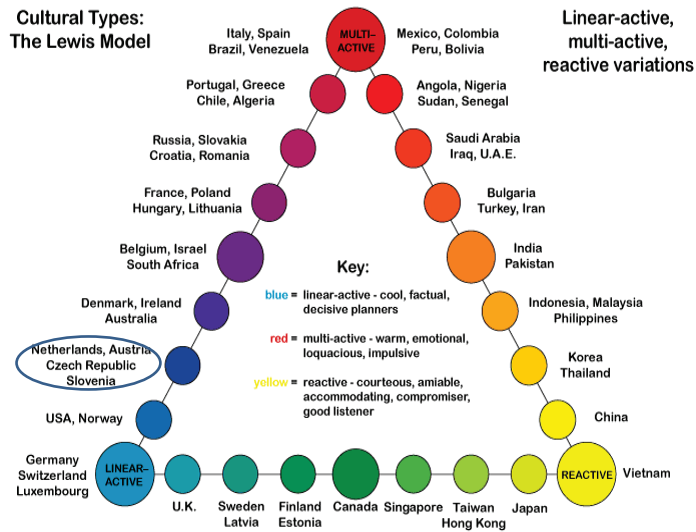 Cultural Types:
The Lewis Model
Linear-active,
multi-active,
reactive variations
MULTI-
ACTIVE
Italy, Spain
Brazil, Venezuela
Mexico, Colombia
Peru, Bolivia
Portugal, Greece
Chile, Algeria
Angola, Nigeria
Sudan, Senegal
Russia, Slovakia
Croatia, Romania
Saudi Arabia
Iraq, U.A.E.
France, Poland
Hungary, Lithuania
Bulgaria
Turkey, Iran
Belgium, Israel
South Africa
India
Pakistan
Key:
blue = linear-active - cool, factual,
decisive planners
red = multi-active - warm, emotional,
loquacious, impulsive
yellow = reactive - courteous, amiable,
accommodating, compromiser,
good listener
Denmark, Ireland
Australia
Indonesia, Malaysia
Philippines
Netherlands, Austria
Czech Republic
Slovenia
Korea
Thailand
USA, Norway
China
Germany
Switzerland
Luxembourg
LINEAR-
ACTIVE
REACTIVE
Vietnam
U.K.
Sweden
Latvia
Finland
Estonia
Canada
Singapore
Taiwan
Hong Kong
Japan